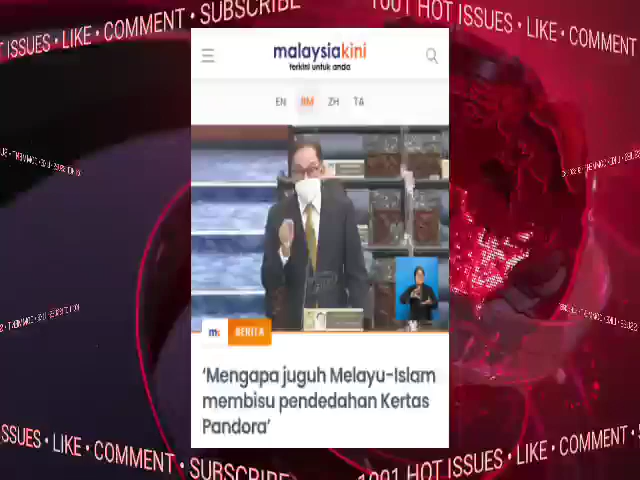 1001 HOT ISSUES • LIKE • COMMENT
T ISSUES • LIKE • COMMENT • SUBSCRIBE
malaysiakini
terkini untuk anda
EN BM ZH TA
m BERITA
‘Mengapa juguh Melayu-Islam
membisu pendedahan Kertas
Pandora’
SSUES • LIKE • COMMENT • SUBSCRIBE
1001 HOT ISSUES • LIKE • COMMENT •